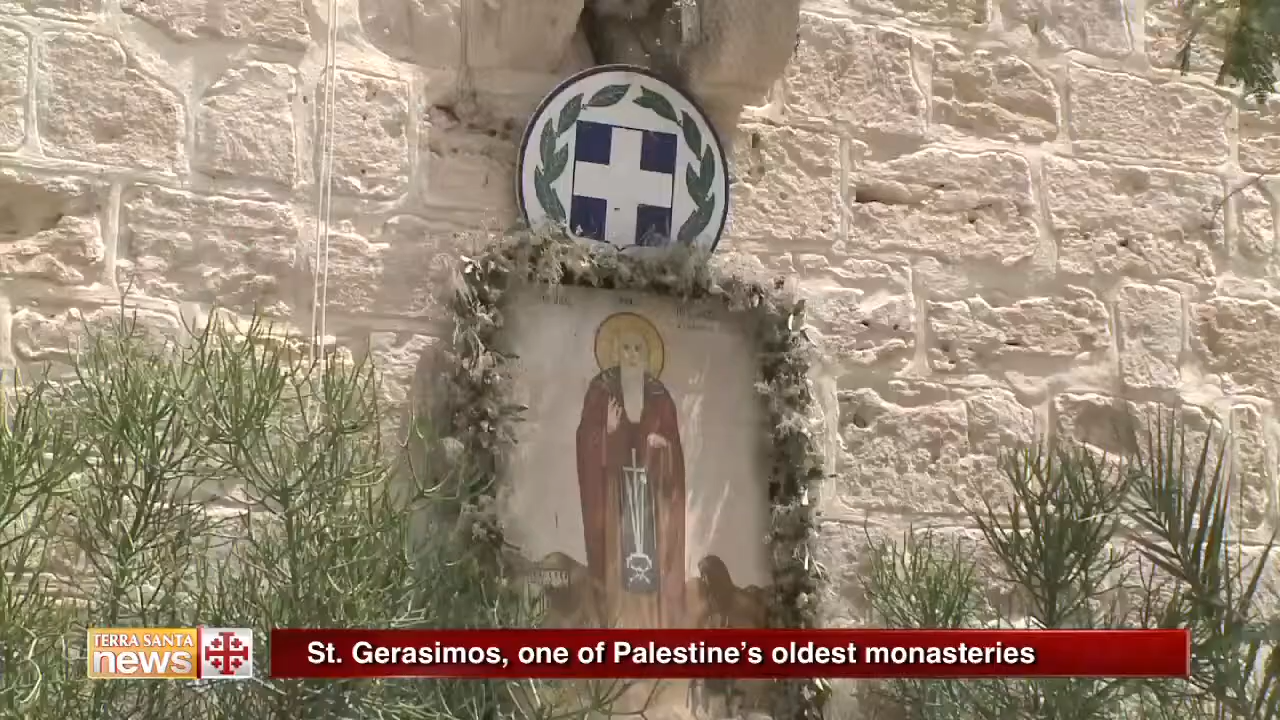 TERRA SANTA
news
St. Gerasimos, one of Palestine's oldest monasteries